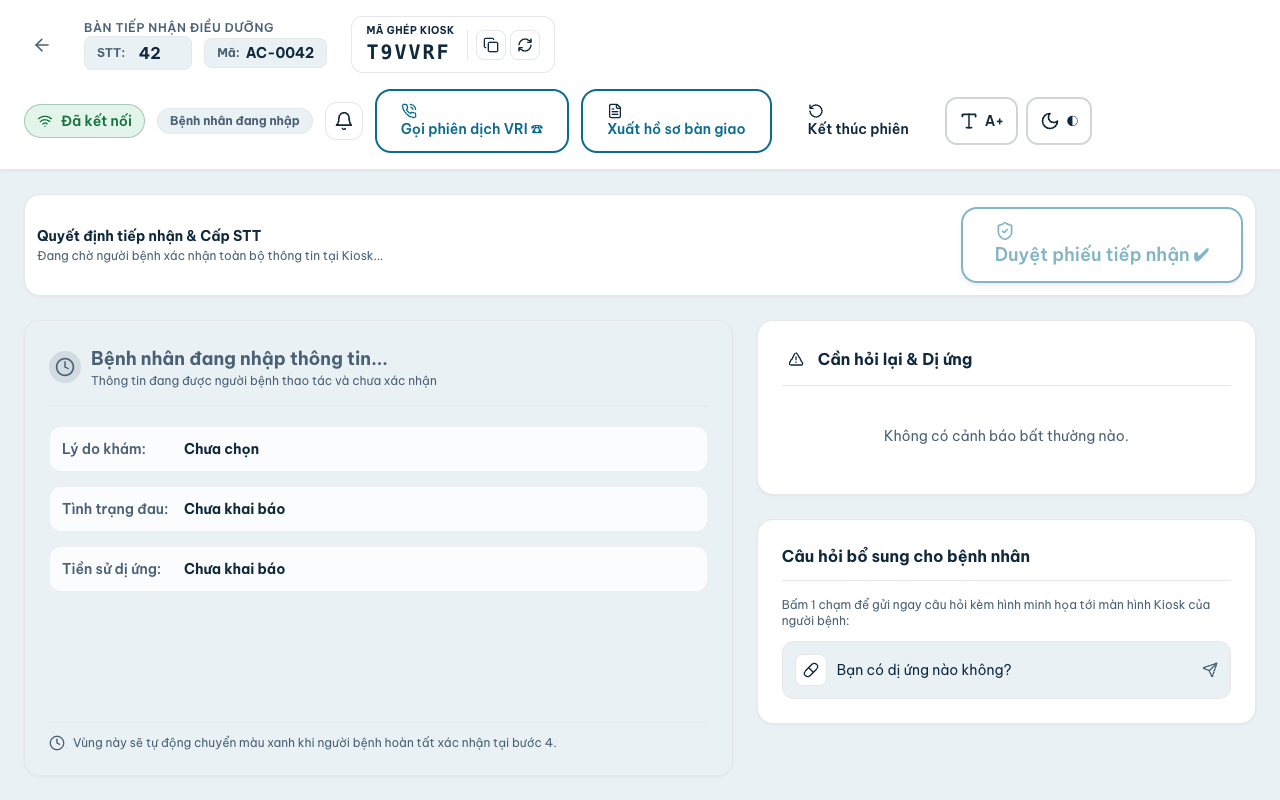 BÀN TIẾP NHẬN ĐIỀU DƯỠNG
STT: 42
Mã: AC-0042
MÃ GHÉP KIOSK
T9VVRF
Đã kết nối
Bệnh nhân đang nhập
Gọi phiên dịch VRI ☎
Xuất hồ sơ bàn giao
Kết thúc phiên
A+
Quyết định tiếp nhận & Cấp STT
Đang chờ người bệnh xác nhận toàn bộ thông tin tại Kiosk...
Duyệt phiếu tiếp nhận ✔
Bệnh nhân đang nhập thông tin...
Thông tin đang được người bệnh thao tác và chưa xác nhận
Lý do khám: Chưa chọn
Tình trạng đau: Chưa khai báo
Tiền sử dị ứng: Chưa khai báo
Vùng này sẽ tự động chuyển màu xanh khi người bệnh hoàn tất xác nhận tại bước 4.
Cần hỏi lại & Dị ứng
Không có cảnh báo bất thường nào.
Câu hỏi bổ sung cho bệnh nhân
Bấm 1 chạm để gửi ngay câu hỏi kèm hình minh họa tới màn hình Kiosk của
người bệnh:
Bạn có dị ứng nào không?